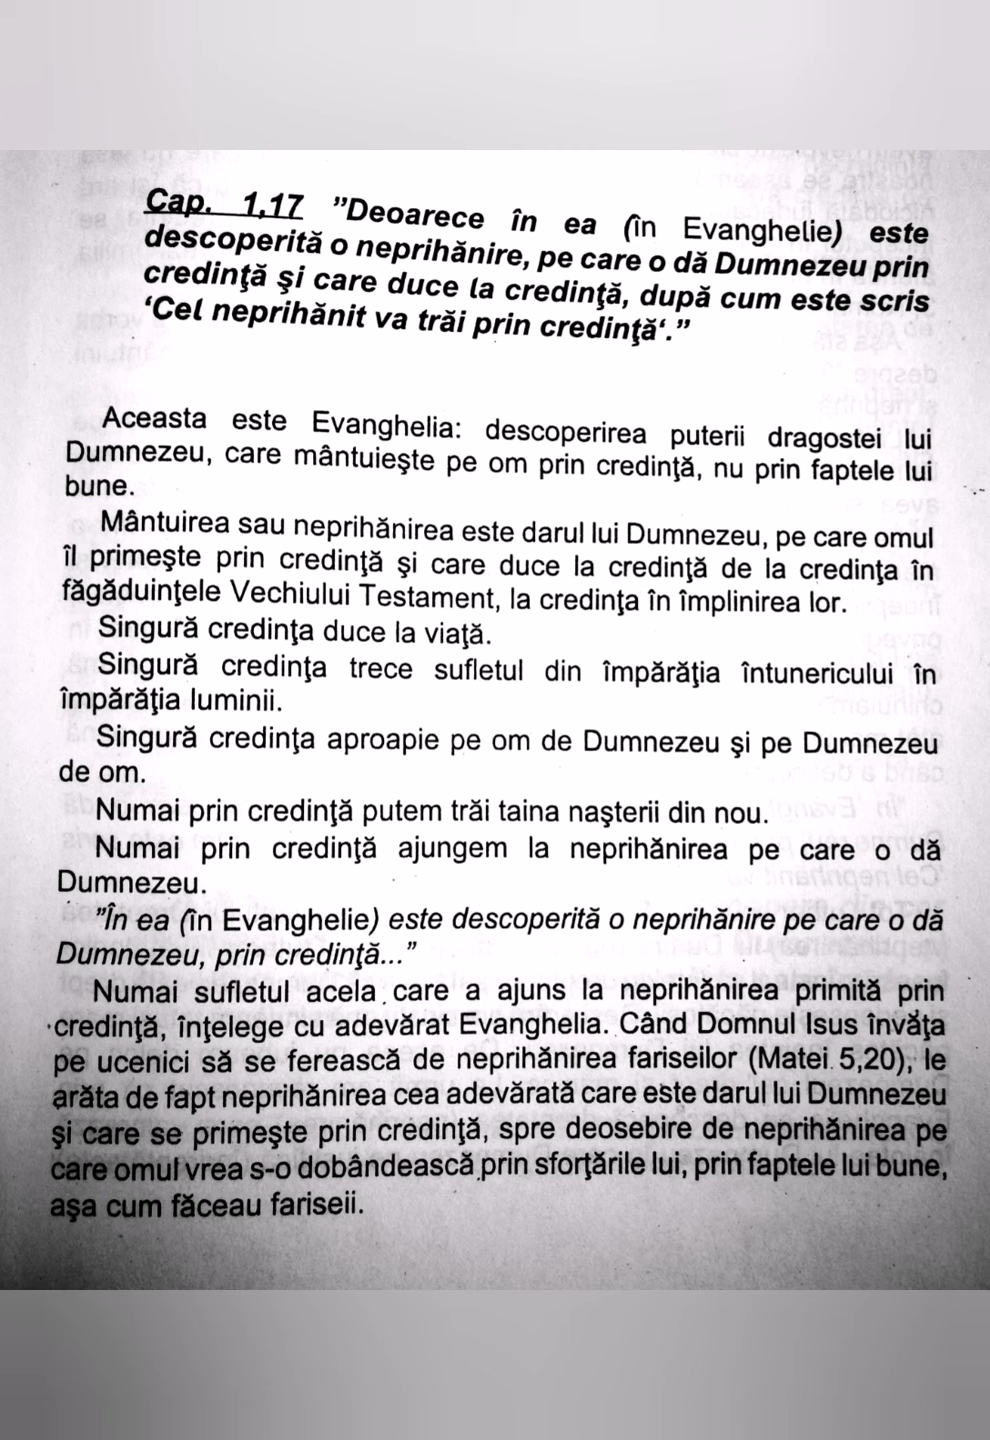 Cap. 1,17 ”Deoarece în ea (în Evanghelie) este
descoperită o neprihănire, pe care o dă Dumnezeu prin
credinţă şi care duce la credinţă, după cum este scris
‘Cel neprihănit va trăi prin credinţă‘.”
Aceasta este Evanghelia: descoperirea puterii dragostei lui
Dumnezeu, care mântuieşte pe om prin credinţă, nu prin faptele lui
bune.
Mântuirea sau neprihănirea este darul lui Dumnezeu, pe care omul
îl primeşte prin credinţă şi care duce la credinţă de la credinţa în
făgăduinţele Vechiului Testament, la credinţa în împlinirea lor.
Singură credinţa duce la viaţă.
Singură credinţa trece sufletul din împărăţia întunericului în
împărăţia luminii.
Singură credinţa aproapie pe om de Dumnezeu şi pe Dumnezeu
de om.
Numai prin credinţă putem trăi taina naşterii din nou.
Numai prin credinţă ajungem la neprihănirea pe care o dă
Dumnezeu.
”În ea (în Evanghelie) este descoperită o neprihănire pe care o dă
Dumnezeu, prin credinţă...”
Numai sufletul acela care a ajuns la neprihănirea primită prin
credinţă, înţelege cu adevărat Evanghelia. Când Domnul Isus învăţa
pe ucenici să se ferească de neprihănirea fariseilor (Matei 5,20), le
arăta de fapt neprihănirea cea adevărată care este darul lui Dumnezeu
şi care se primeşte prin credinţă, spre deosebire de neprihănirea pe
care omul vrea s-o dobândească prin sforţările lui, prin faptele lui bune,
aşa cum făceau fariseii.